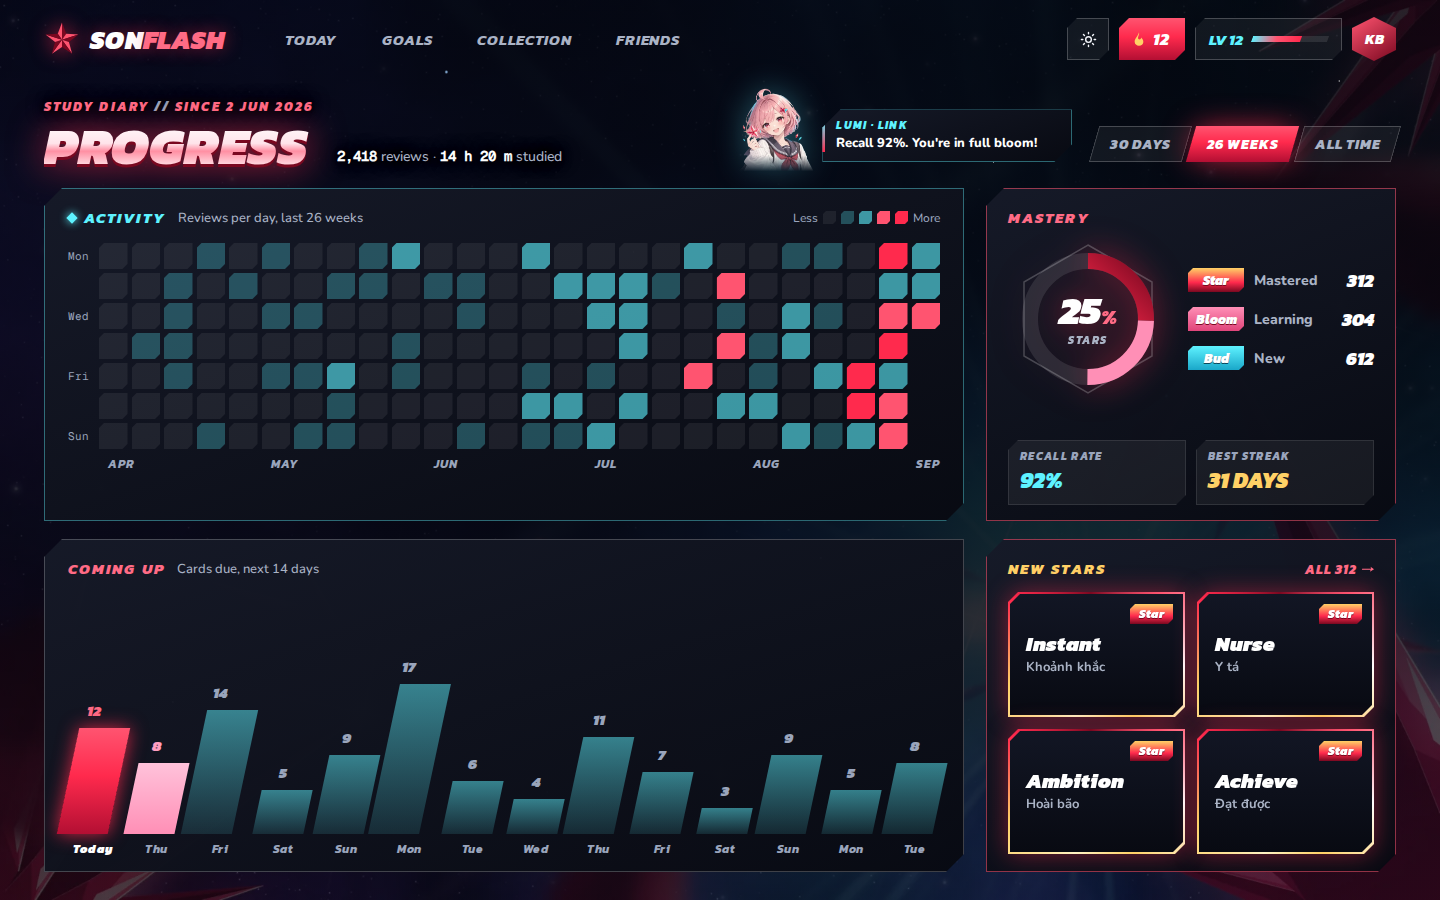 SONFLASH
TODAY
GOALS
COLLECTION
FRIENDS
12
LV 12
KB
STUDY DIARY // SINCE 2 JUN 2026
PROGRESS
2,418 reviews · 14 h 20 m studied
LUMI · LINK
Recall 92%. You're in full bloom!
30 DAYS
26 WEEKS
ALL TIME
ACTIVITY
Reviews per day, last 26 weeks
Less
More
Mon
Wed
Fri
Sun
APR
MAY
JUN
JUL
AUG
SEP
MASTERY
25%
STARS
Star
Mastered
312
Bloom
Learning
304
Bud
New
612
RECALL RATE
92%
BEST STREAK
31 DAYS
COMING UP
Cards due, next 14 days
12
8
14
5
9
17
6
4
11
7
3
9
5
8
Today
Thu
Fri
Sat
Sun
Mon
Tue
Wed
Thu
Fri
Sat
Sun
Mon
Tue
NEW STARS
ALL 312 →
Star
Instant
Khoảnh khắc
Star
Nurse
Y tá
Star
Ambition
Hoài bão
Star
Achieve
Đạt được